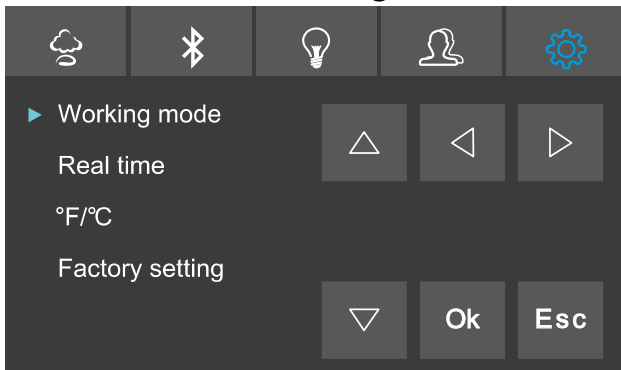 Working mode
Real time
°F/℃
Factory setting
Ok
Esc